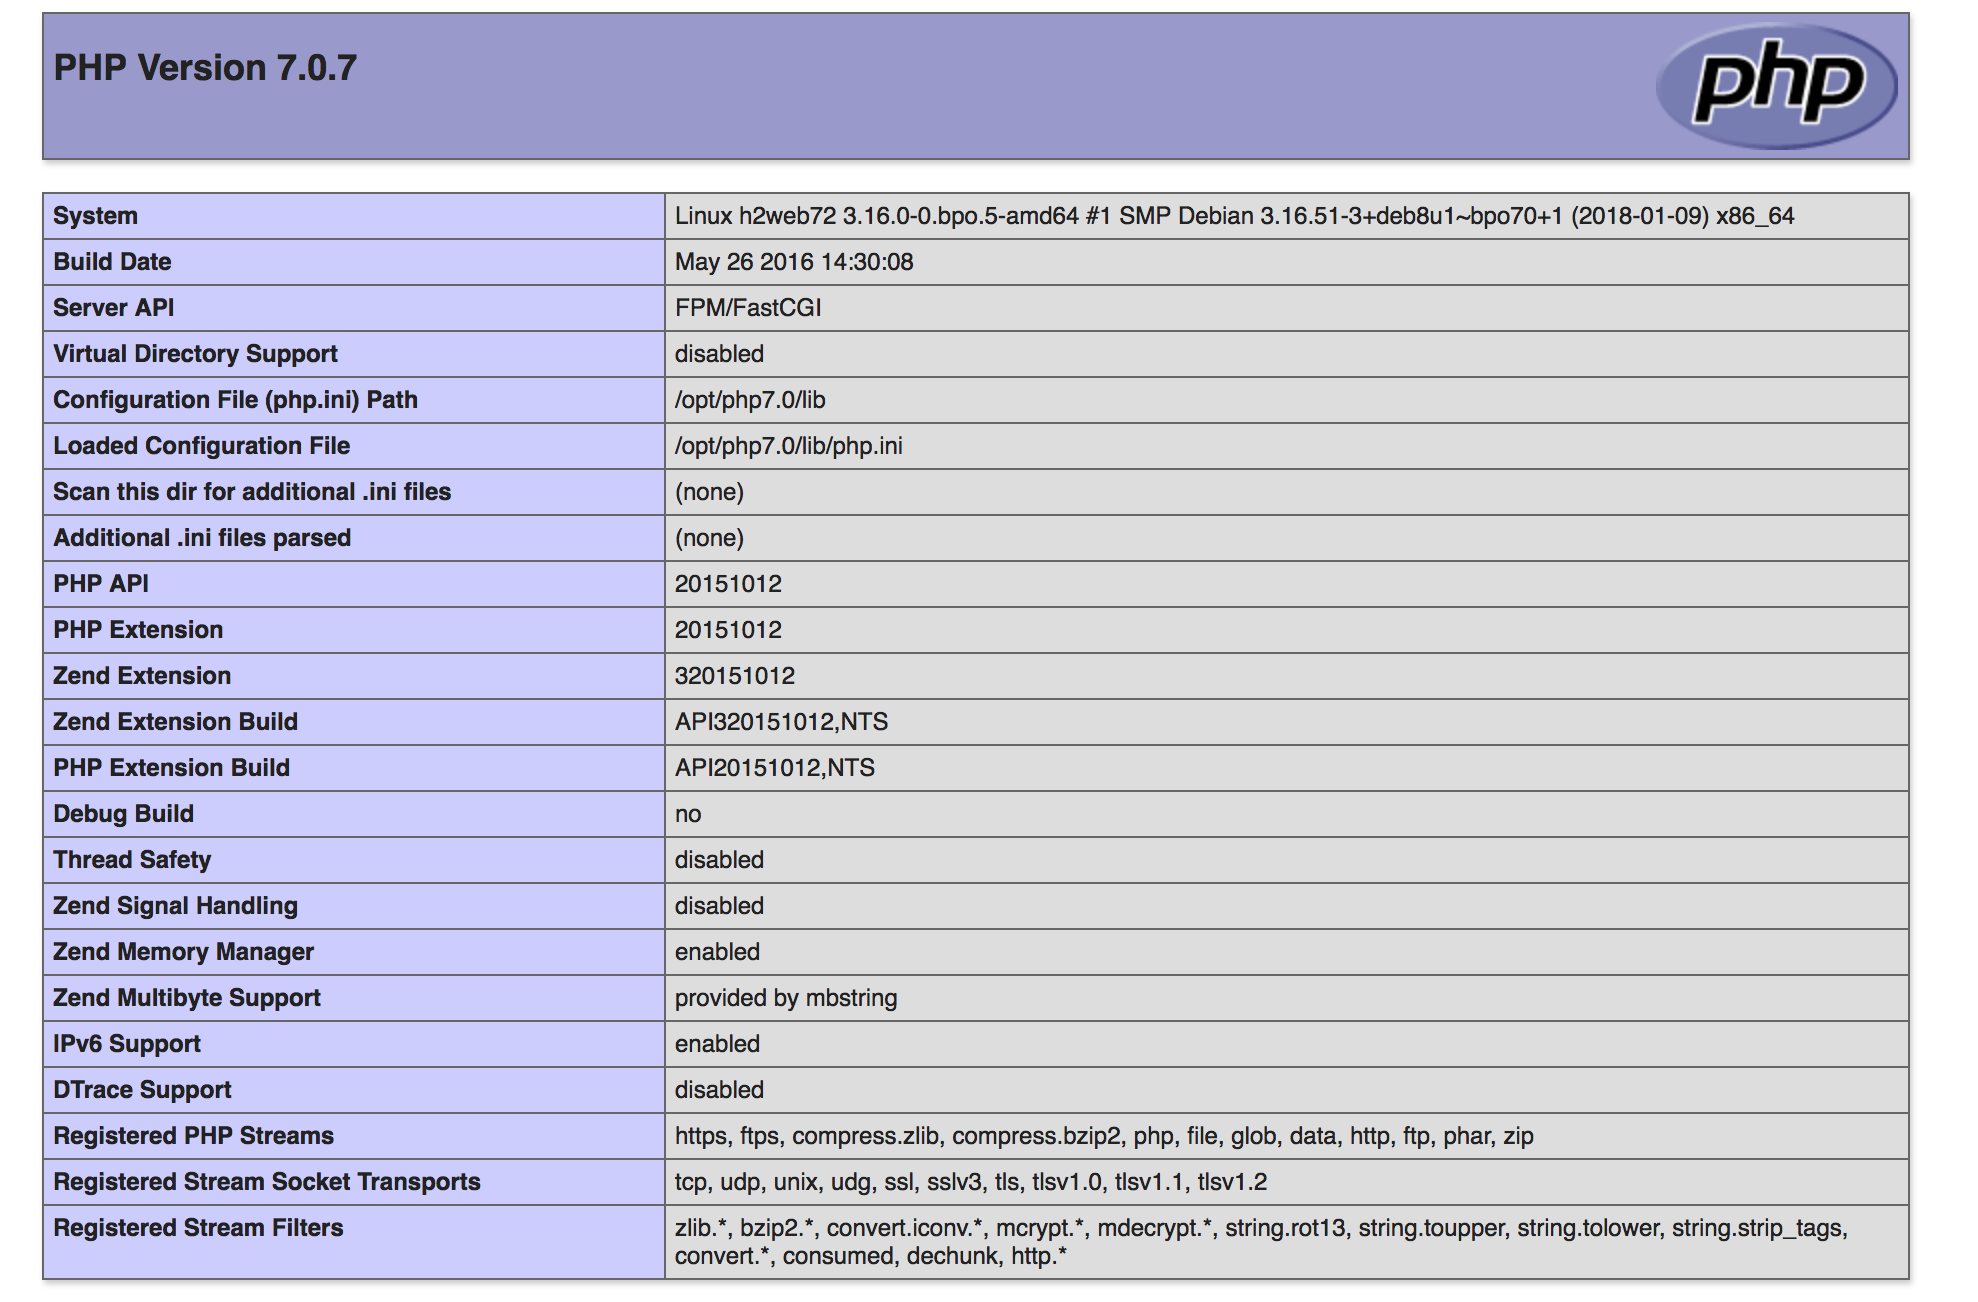 PHP Version 7.0.7
php
System Linux h2web72 3.16.0-0.bpo.5-amd64 #1 SMP Debian 3.16.51-3+deb8u1~bpo70+1 (2018-01-09) x86_64
Build Date May 26 2016 14:30:08
Server API FPM/FastCGI
Virtual Directory Support disabled
Configuration File (php.ini) Path /opt/php7.0/lib
Loaded Configuration File /opt/php7.0/lib/php.ini
Scan this dir for additional .ini files (none)
Additional .ini files parsed (none)
PHP API 20151012
PHP Extension 20151012
Zend Extension 320151012
Zend Extension Build API320151012,NTS
PHP Extension Build API20151012,NTS
Debug Build no
Thread Safety disabled
Zend Signal Handling disabled
Zend Memory Manager enabled
Zend Multibyte Support provided by mbstring
IPv6 Support enabled
DTrace Support disabled
Registered PHP Streams https, ftps, compress.zlib, compress.bzip2, php, file, glob, data, http, ftp, phar, zip
Registered Stream Socket Transports tcp, udp, unix, udg, ssl, sslv3, tls, tlsv1.0, tlsv1.1, tlsv1.2
Registered Stream Filters zlib.*, bzip2.*, convert.iconv.*, mcrypt.*, mdecrypt.*, string.rot13, string.toupper, string.tolower, string.strip_tags,
convert.*, consumed, dechunk, http.*